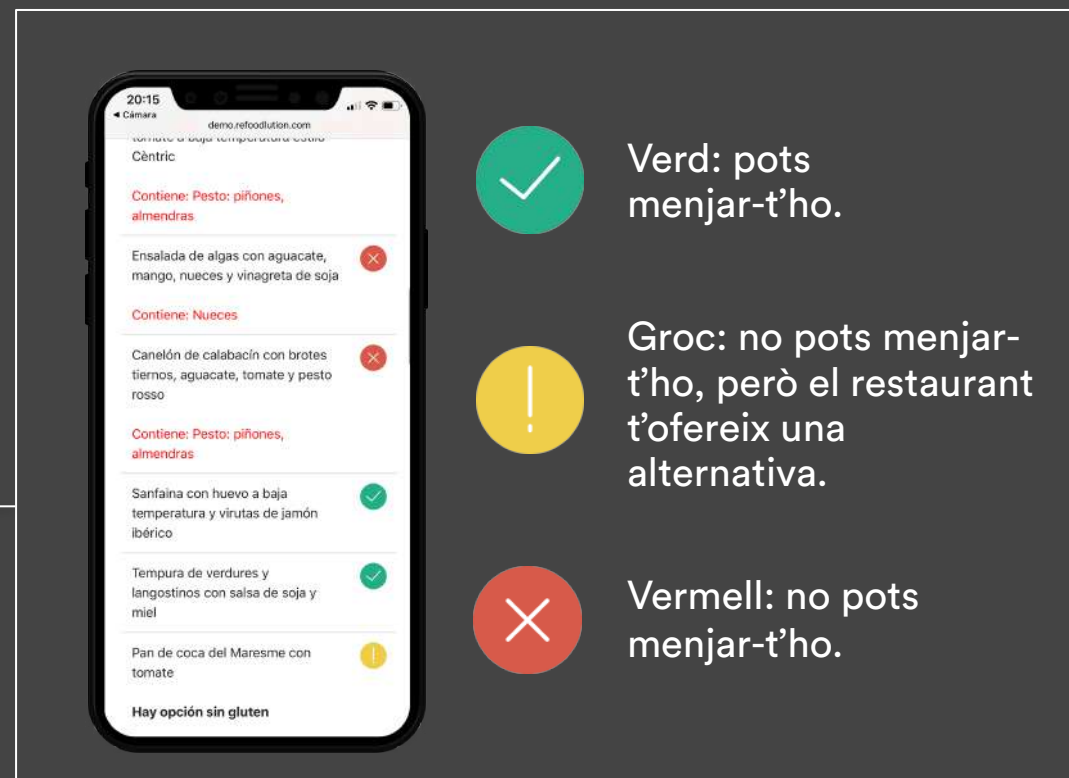 20:15
◀ Cámara
demo.refoodlution.com
tomate a baja temperatura estilo
Cèntric
Contiene: Pesto: piñones,
almendras
Ensalada de algas con aguacate,
mango, nueces y vinagreta de soja
Contiene: Nueces
Canelón de calabacín con brotes
tiernos, aguacate, tomate y pesto
rosso
Contiene: Pesto: piñones,
almendras
Sanfaina con huevo a baja
temperatura y virutas de jamón
ibérico
Tempura de verdures y
langostinos con salsa de soja y
miel
Pan de coca del Maresme con
tomate
Hay opción sin gluten
Verd: pots
menjar-t’ho.
Groc: no pots menjar-
t’ho, però el restaurant
t’ofereix una
alternativa.
Vermell: no pots
menjar-t’ho.